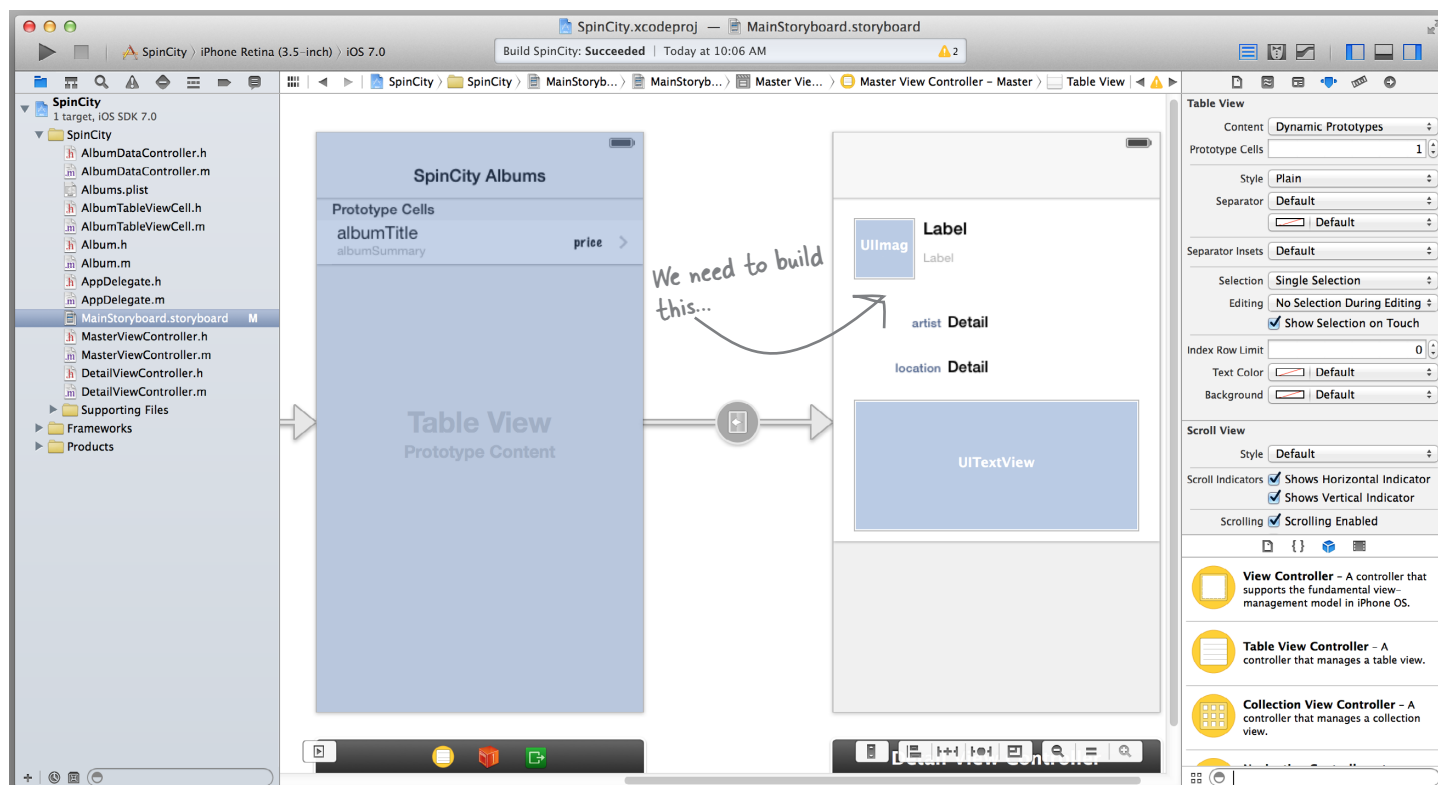 SpinCity.xcodeproj — MainStoryboard.storyboard
SpinCity 〉 iPhone Retina (3.5-inch) 〉 iOS 7.0
Build SpinCity: Succeeded | Today at 10:06 AM
2
SpinCity 〉 SpinCity 〉 MainStoryb... 〉 MainStoryb... 〉 Master Vie... 〉 Master View Controller – Master 〉 Table View
SpinCity
1 target, iOS SDK 7.0
SpinCity
AlbumDataController.h
AlbumDataController.m
Albums.plist
AlbumTableViewCell.h
AlbumTableViewCell.m
Album.h
Album.m
AppDelegate.h
AppDelegate.m
MainStoryboard.storyboard M
MasterViewController.h
MasterViewController.m
DetailViewController.h
DetailViewController.m
Supporting Files
Frameworks
Products
SpinCity Albums
Prototype Cells
albumTitle
albumSummary
price
Table View
Prototype Content
We need to build
this...
UIImag
Label
Label
artist Detail
location Detail
UITextView
Detail View Controller
Table View
Content Dynamic Prototypes
Prototype Cells 1
Style Plain
Separator Default
Default
Separator Insets Default
Selection Single Selection
Editing No Selection During Editing
Show Selection on Touch
Index Row Limit 0
Text Color Default
Background Default
Scroll View
Style Default
Scroll Indicators Shows Horizontal Indicator
Shows Vertical Indicator
Scrolling Scrolling Enabled
{}
View Controller – A controller that
supports the fundamental view-
management model in iPhone OS.
Table View Controller – A
controller that manages a table view.
Collection View Controller – A
controller that manages a collection
view.